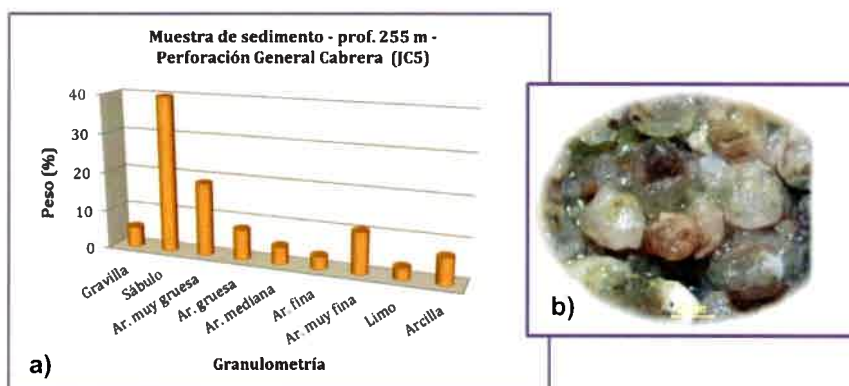 Muestra de sedimento - prof. 255 m -
Perforación General Cabrera (JC5)
Peso (%)
40
30
20
10
0
Gravilla
Sábulo
Ar. muy gruesa
Ar. gruesa
Ar. mediana
Ar. fina
Ar. muy fina
Limo
Arcilla
Granulometría
a)
b)